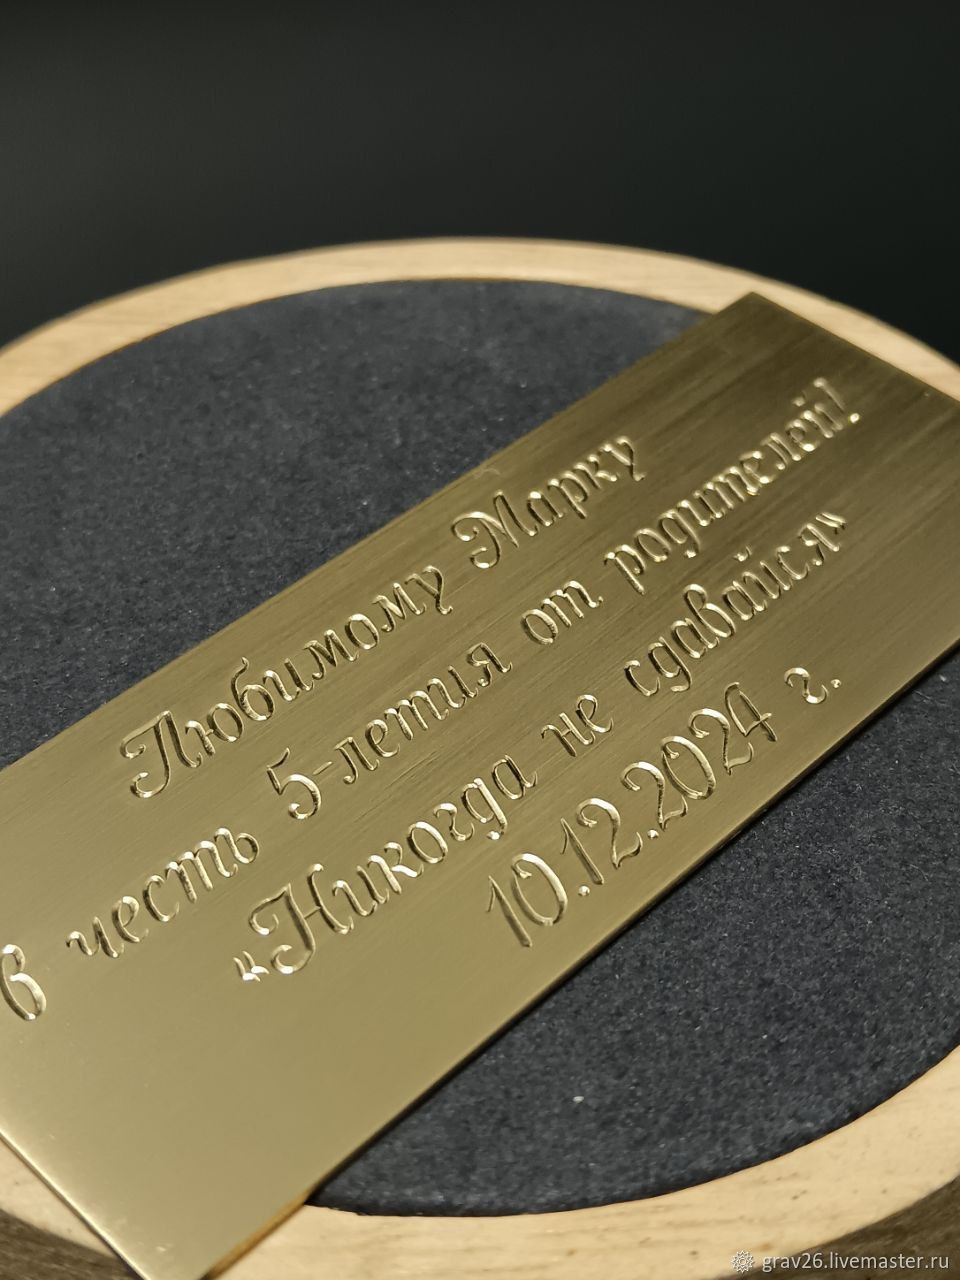 Любимому Марку
в честь 5-летия от родителей!
«Никогда не сдавайся»
10.12.2024 г.
grav26.livemaster.ru